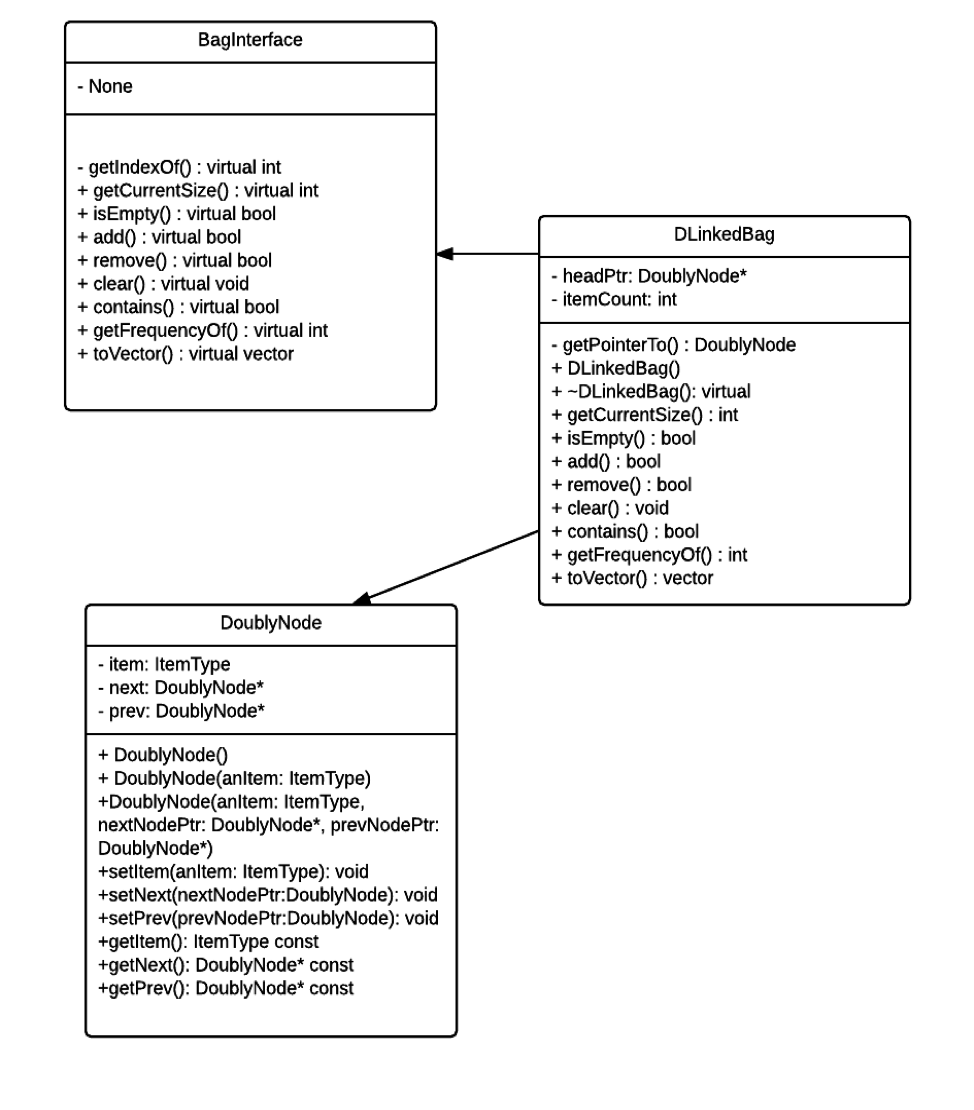 BagInterface
- None
- getIndexOf() : virtual int
+ getCurrentSize() : virtual int
+ isEmpty() : virtual bool
+ add() : virtual bool
+ remove() : virtual bool
+ clear() : virtual void
+ contains() : virtual bool
+ getFrequencyOf() : virtual int
+ toVector() : virtual vector
DLinkedBag
- headPtr: DoublyNode*
- itemCount: int
- getPointerTo() : DoublyNode
+ DLinkedBag()
+ ~DLinkedBag(): virtual
+ getCurrentSize() : int
+ isEmpty() : bool
+ add() : bool
+ remove() : bool
+ clear() : void
+ contains() : bool
+ getFrequencyOf() : int
+ toVector() : vector
DoublyNode
- item: ItemType
- next: DoublyNode*
- prev: DoublyNode*
+ DoublyNode()
+ DoublyNode(anItem: ItemType)
+DoublyNode(anItem: ItemType,
nextNodePtr: DoublyNode*, prevNodePtr:
DoublyNode*)
+setItem(anItem: ItemType): void
+setNext(nextNodePtr:DoublyNode): void
+setPrev(prevNodePtr:DoublyNode): void
+getItem(): ItemType const
+getNext(): DoublyNode* const
+getPrev(): DoublyNode* const